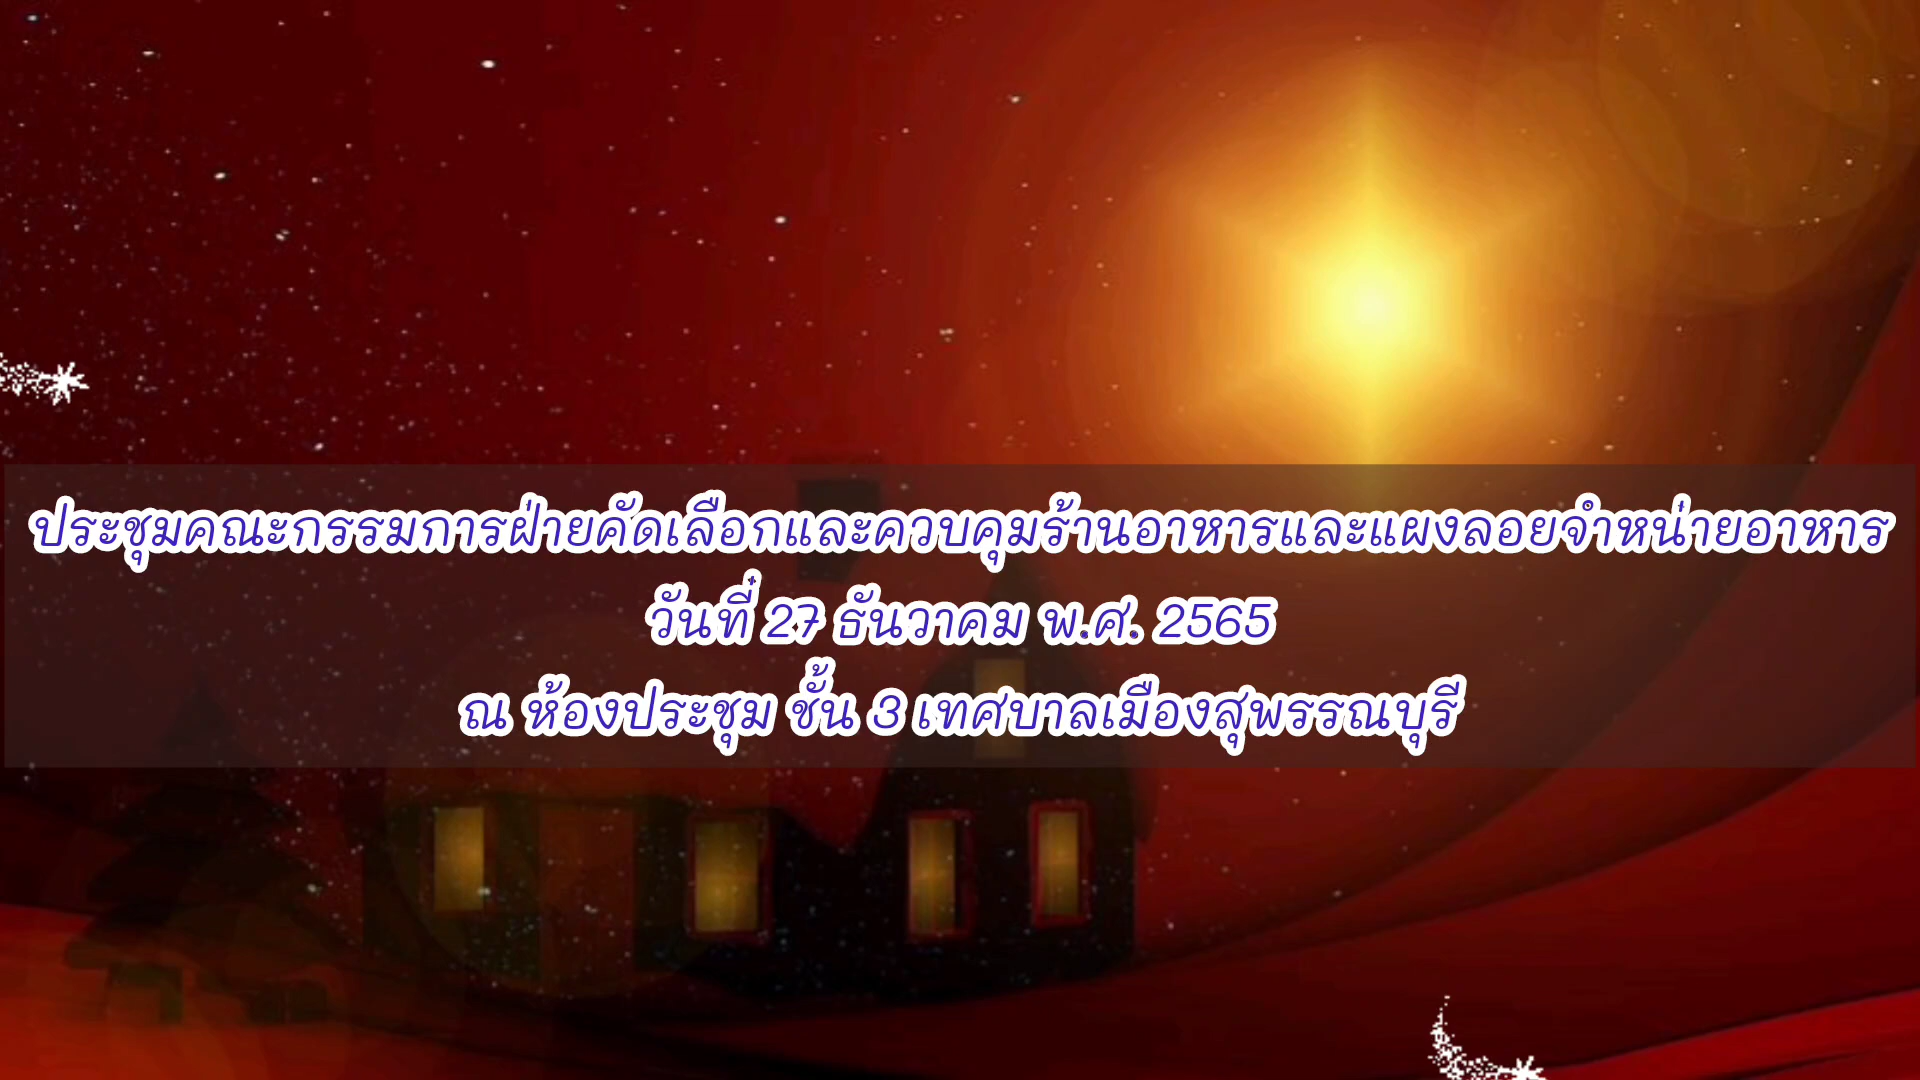 ประชุมคณะกรรมการฝ่ายคัดเลือกและควบคุมร้านอาหารและแผงลอยจำหน่ายอาหาร
วันที่ 27 ธันวาคม พ.ศ. 2565
ณ ห้องประชุม ชั้น 3 เทศบาลเมืองสุพรรณบุรี